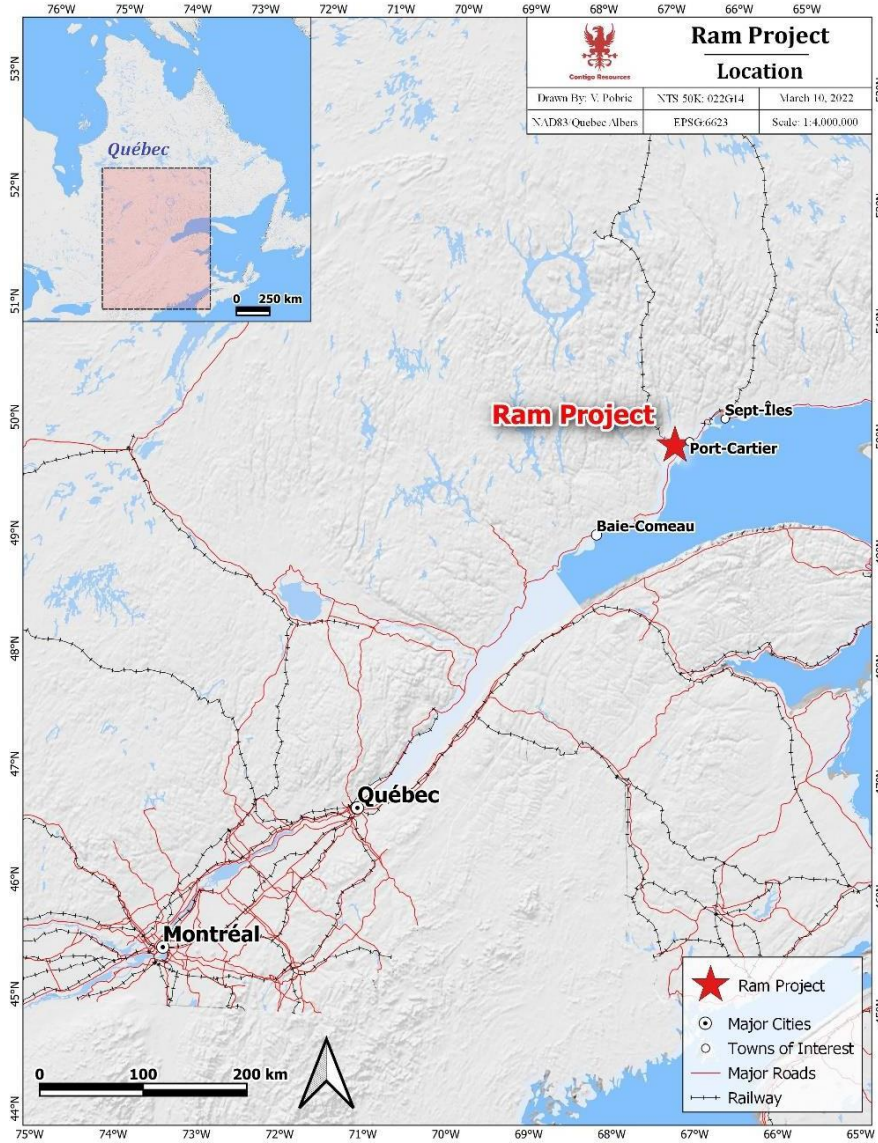 76°W 75°W 74°W 73°W 72°W 71°W 70°W 69°W 68°W 67°W 66°W
Ram Project
Location
Contigo Resources
Drawn By: V. Pobric
NTS 50K: 022G14
March 10, 2022
NAD83 Quebec Albers
EPSG:6623
Scale: 1:4,000,000
Québec
0 250 km
53°N
52°N
51°N
50°N
49°N
48°N
47°N
46°N
45°N
44°N
Ram Project
Sept-Îles
Port-Cartier
Baie-Comeau
Québec
Montréal
0 100 200 km
Ram Project
Major Cities
Towns of Interest
Major Roads
Railway
75°W 74°W 73°W 72°W 71°W 70°W 69°W 68°W 67°W 66°W 65°W